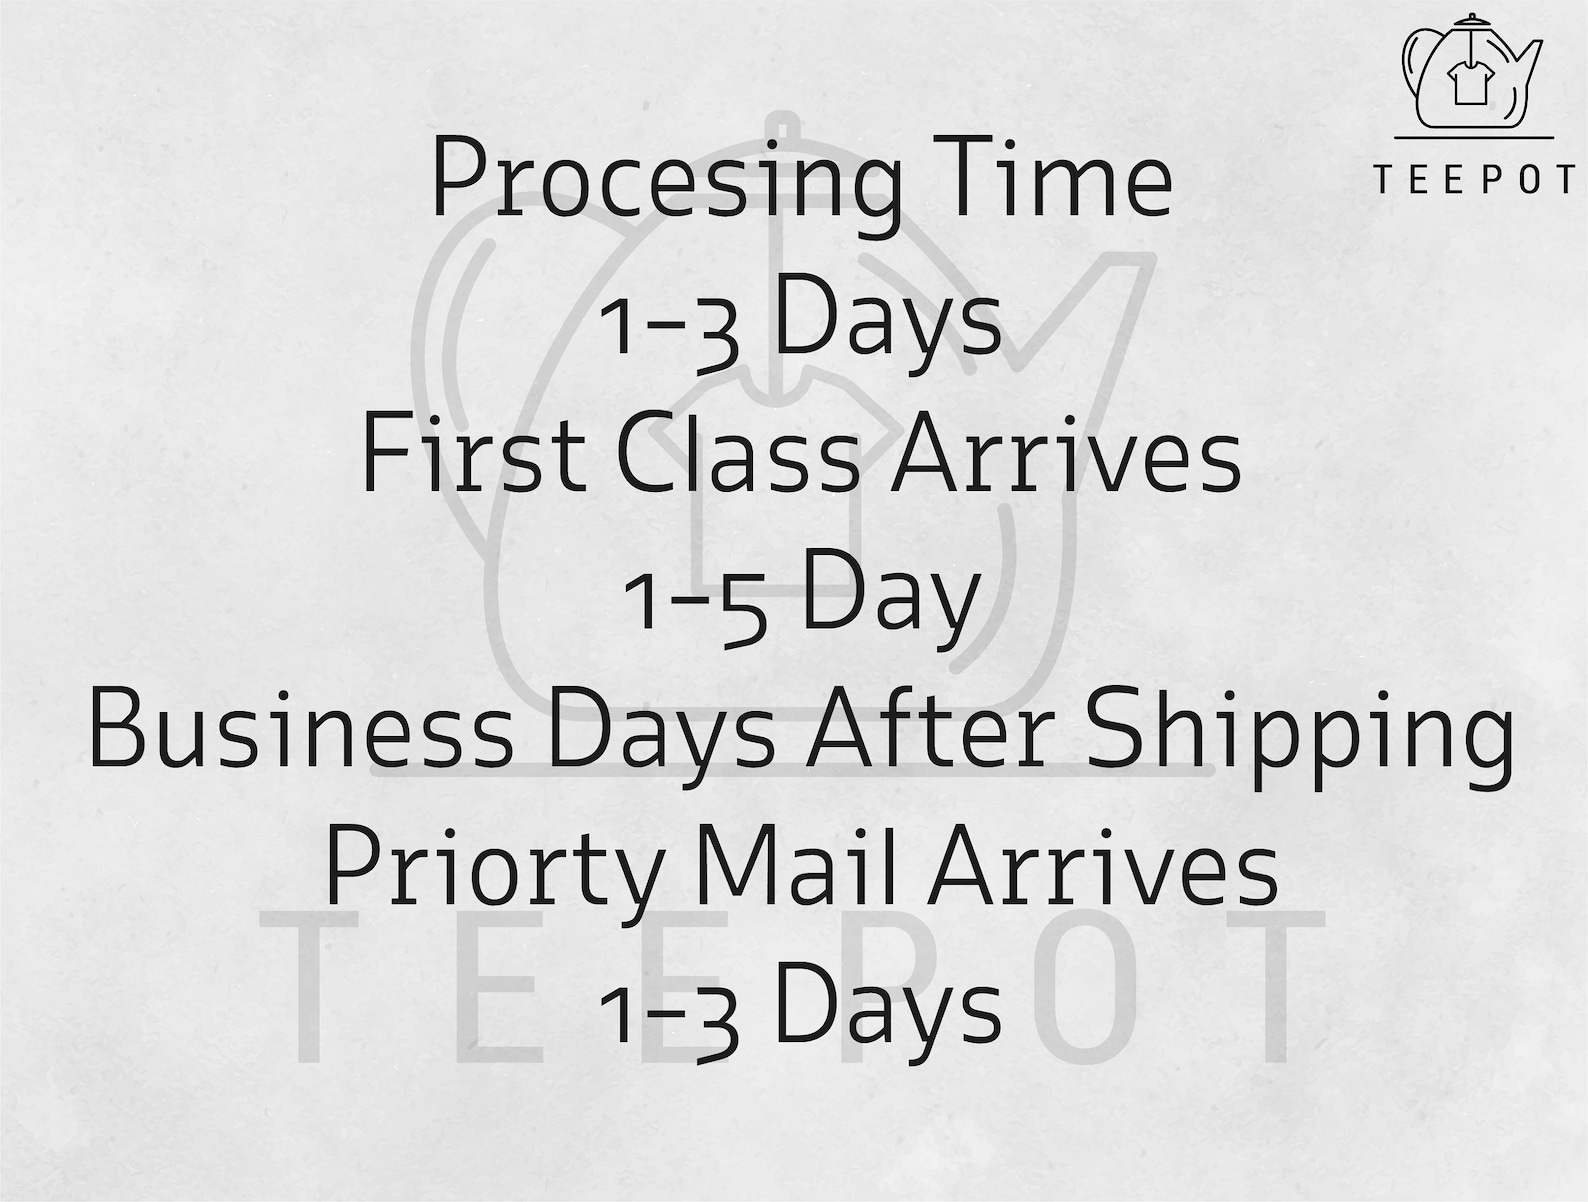 TEEPOT
Procesing Time
1-3 Days
First Class Arrives
1-5 Day
Business Days After Shipping
Priorty Mail Arrives
1-3 Days
TEEPOT